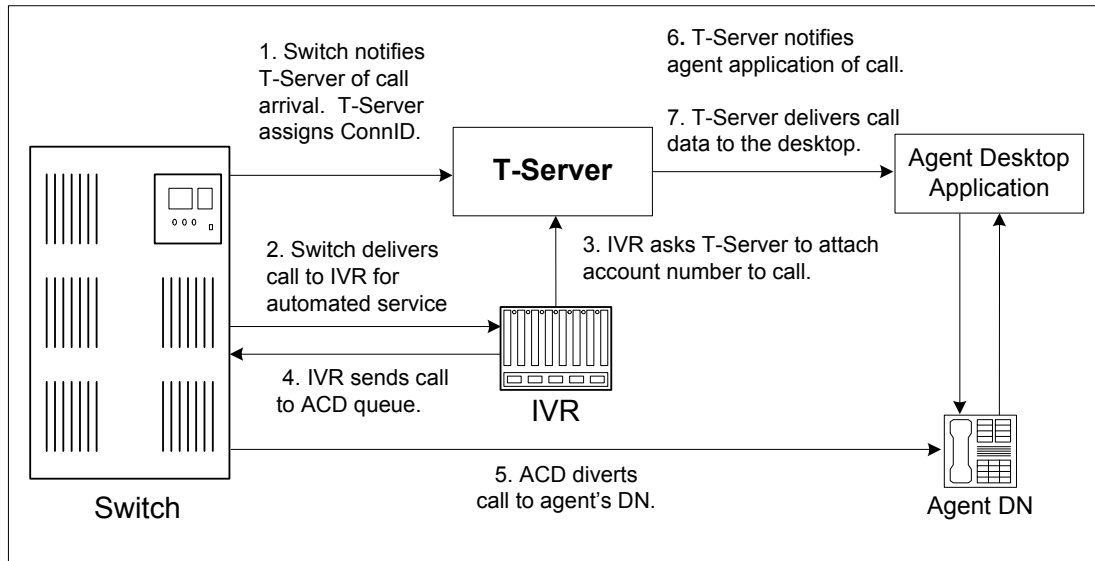 1. Switch notifies
T-Server of call
arrival.  T-Server
assigns ConnID.
6. T-Server notifies
agent application of call.
7. T-Server delivers call
data to the desktop.
T-Server
Agent Desktop
Application
2. Switch delivers
call to IVR for
automated service
3. IVR asks T-Server to attach
account number to call.
4. IVR sends call
to ACD queue.
IVR
5. ACD diverts
call to agent's DN.
Switch
Agent DN